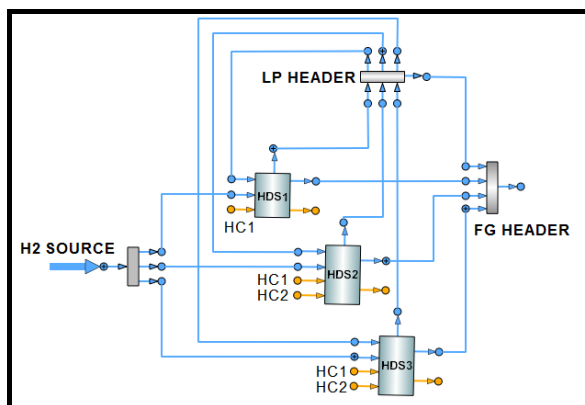 LP HEADER
HDS1
HC1
FG HEADER
H2 SOURCE
HDS2
HC1
HC2
HDS3
HC1
HC2